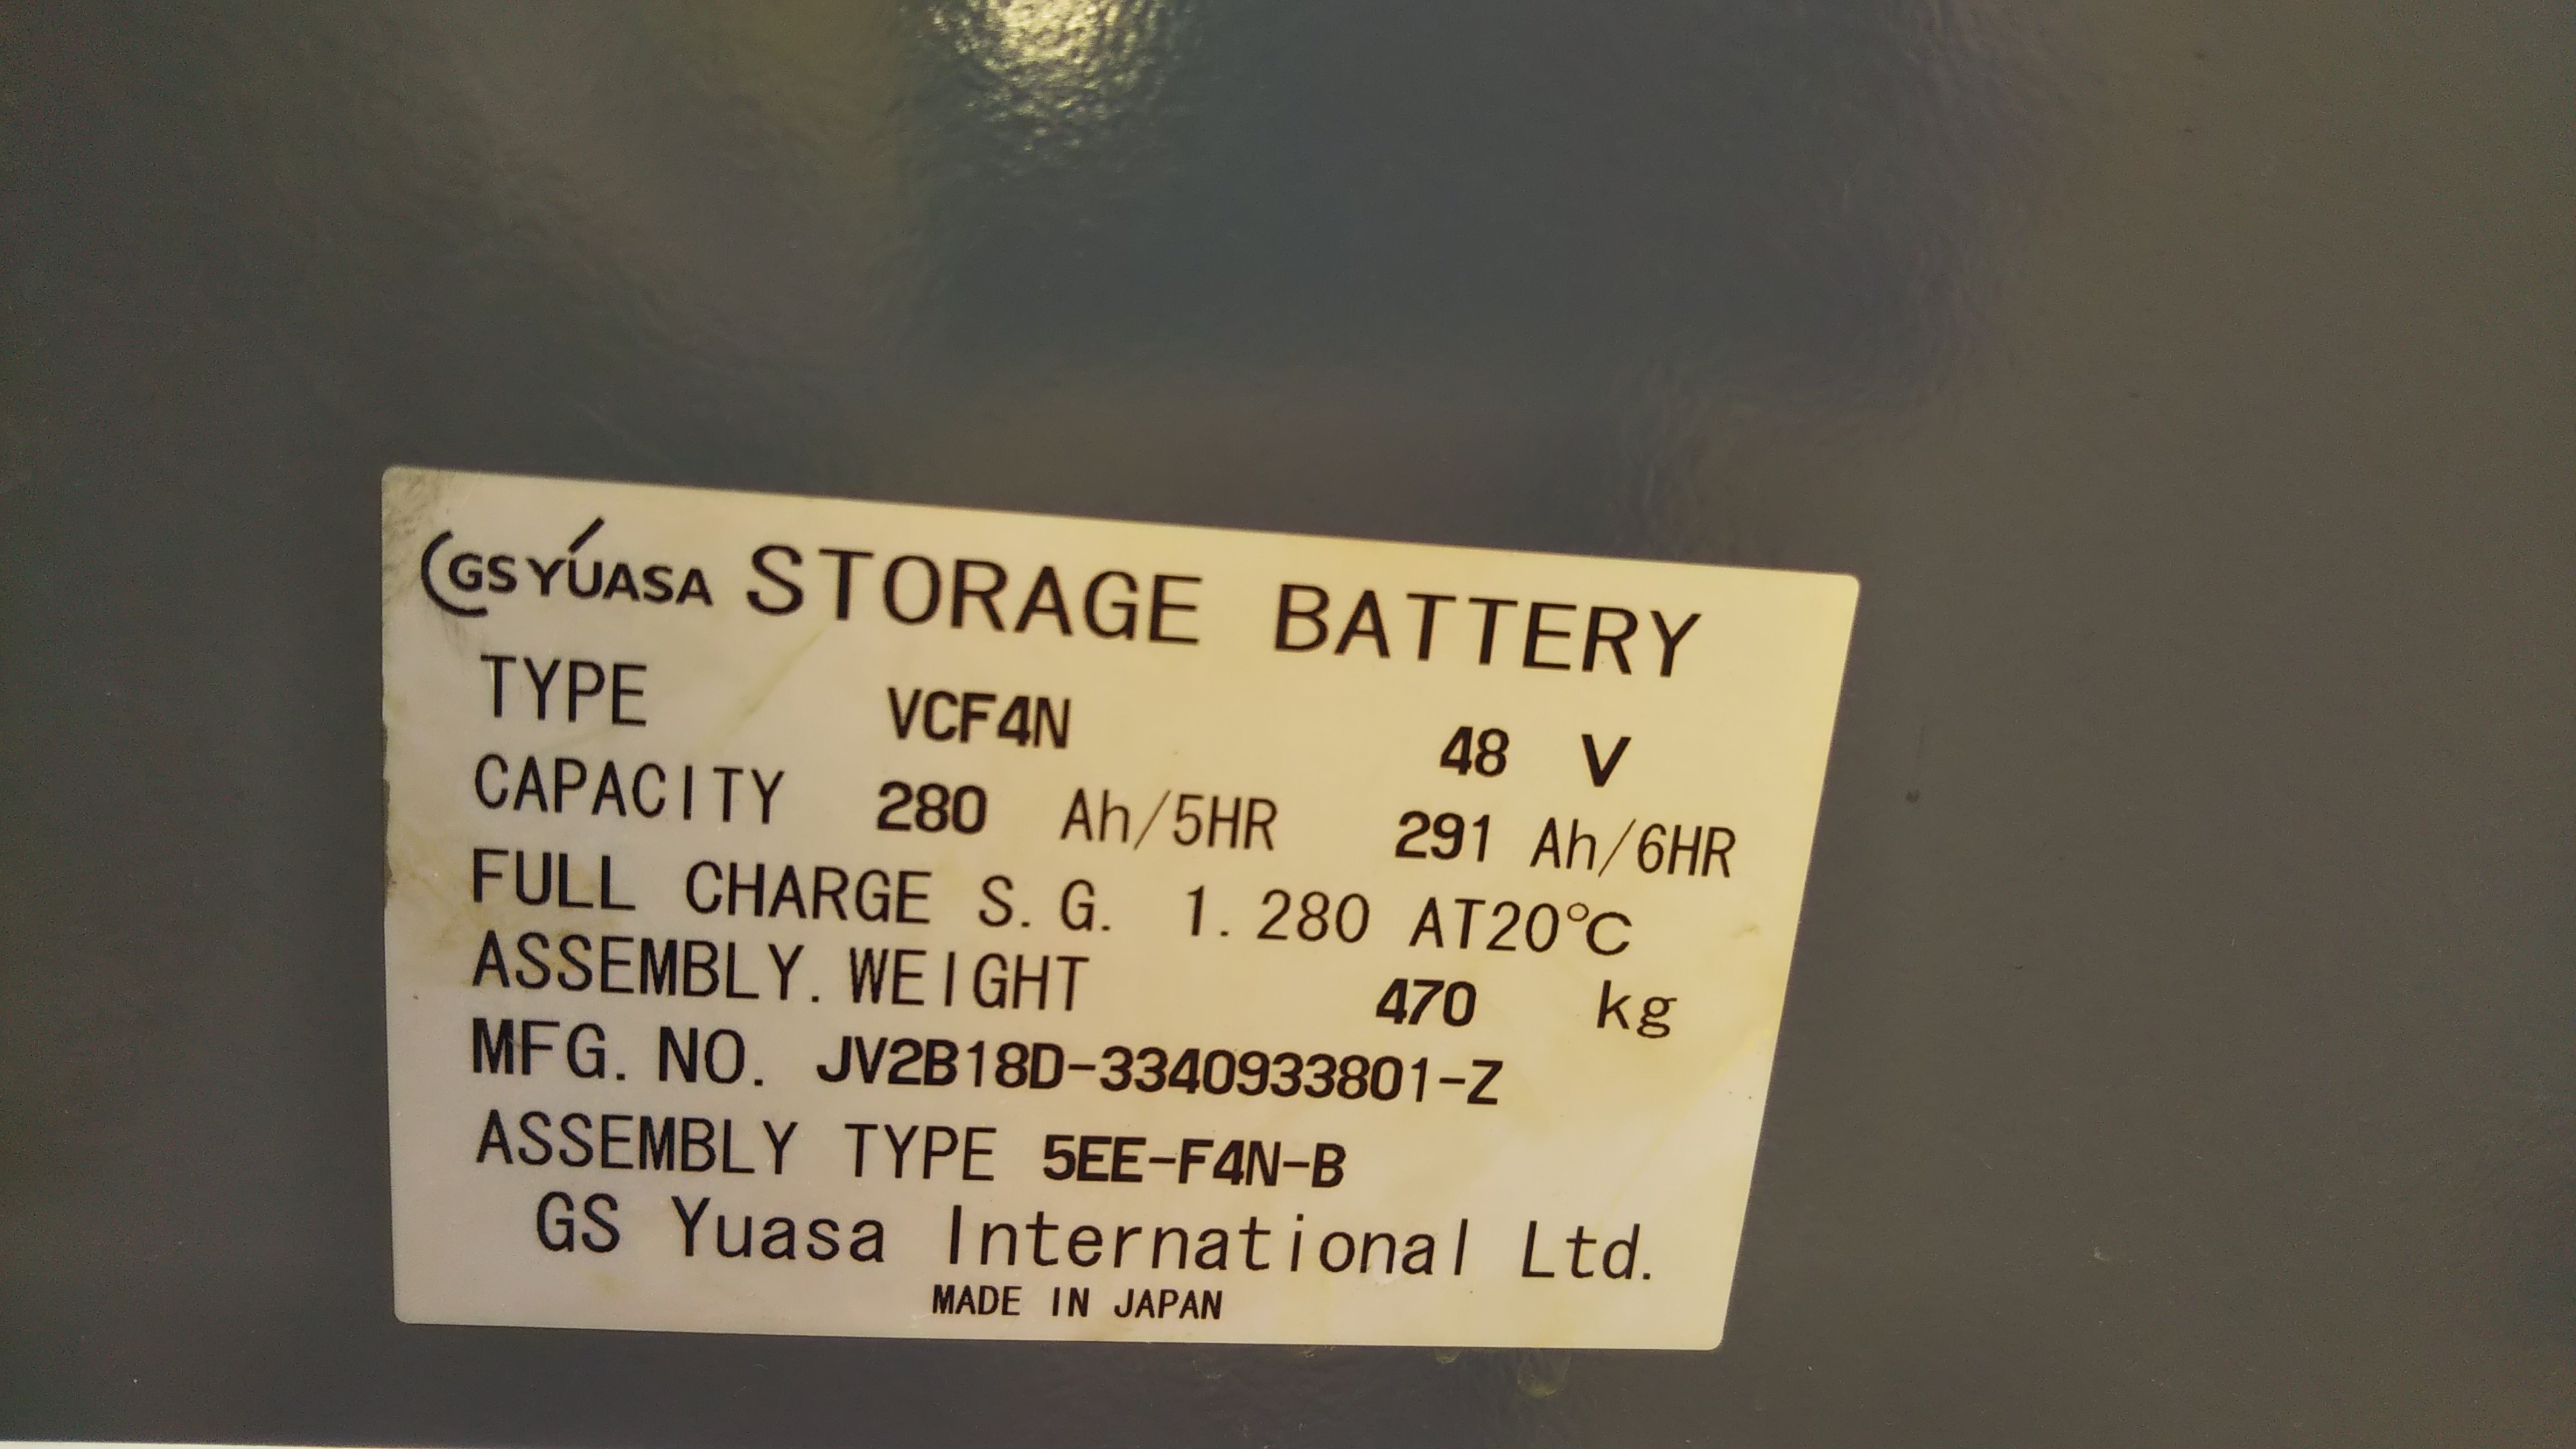 GS YUASA STORAGE BATTERY
TYPE VCF4N 48 V
CAPACITY 280 Ah/5HR 291 Ah/6HR
FULL CHARGE S.G. 1.280 AT20℃
ASSEMBLY.WEIGHT 470 kg
MFG.NO. JV2B18D-3340933801-Z
ASSEMBLY TYPE 5EE-F4N-B
GS Yuasa International Ltd.
MADE IN JAPAN